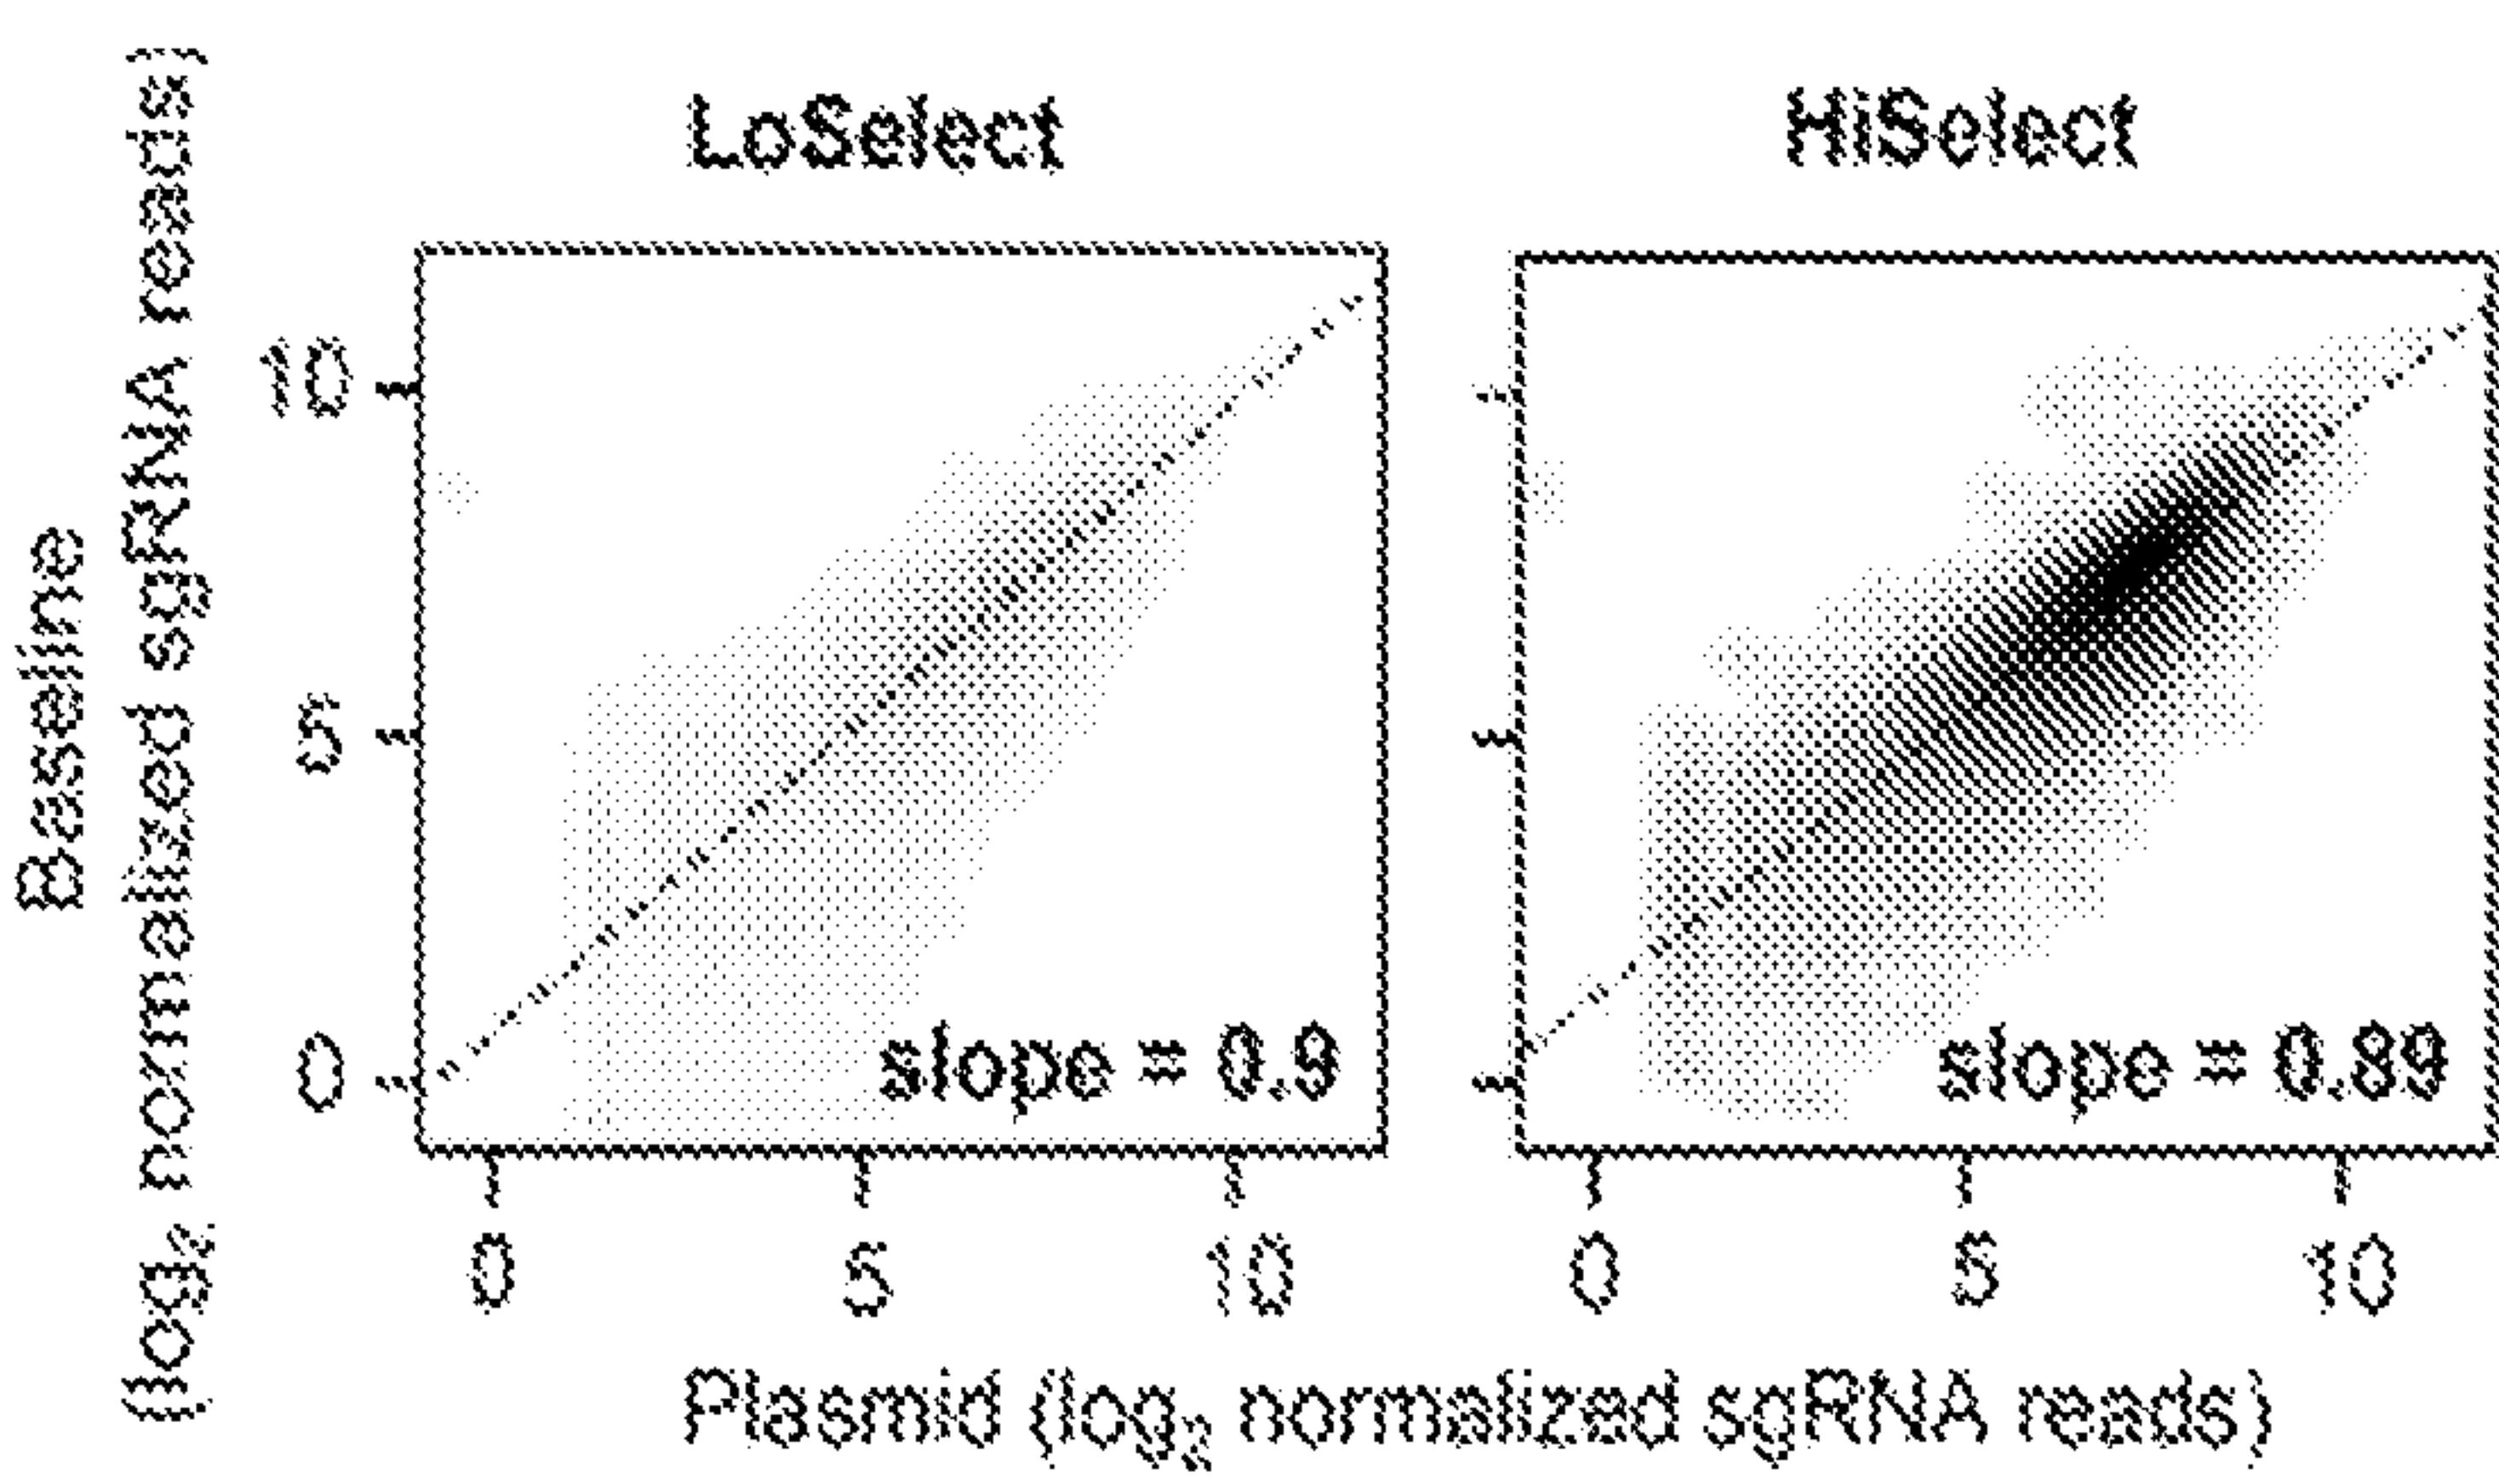 LoSelect
HiSelect
Baseline
(log₂ normalized sgRNA reads)
10
5
0
slope = 0.9
slope = 0.89
0 5 10
0 5 10
Plasmid (log₂ normalized sgRNA reads)